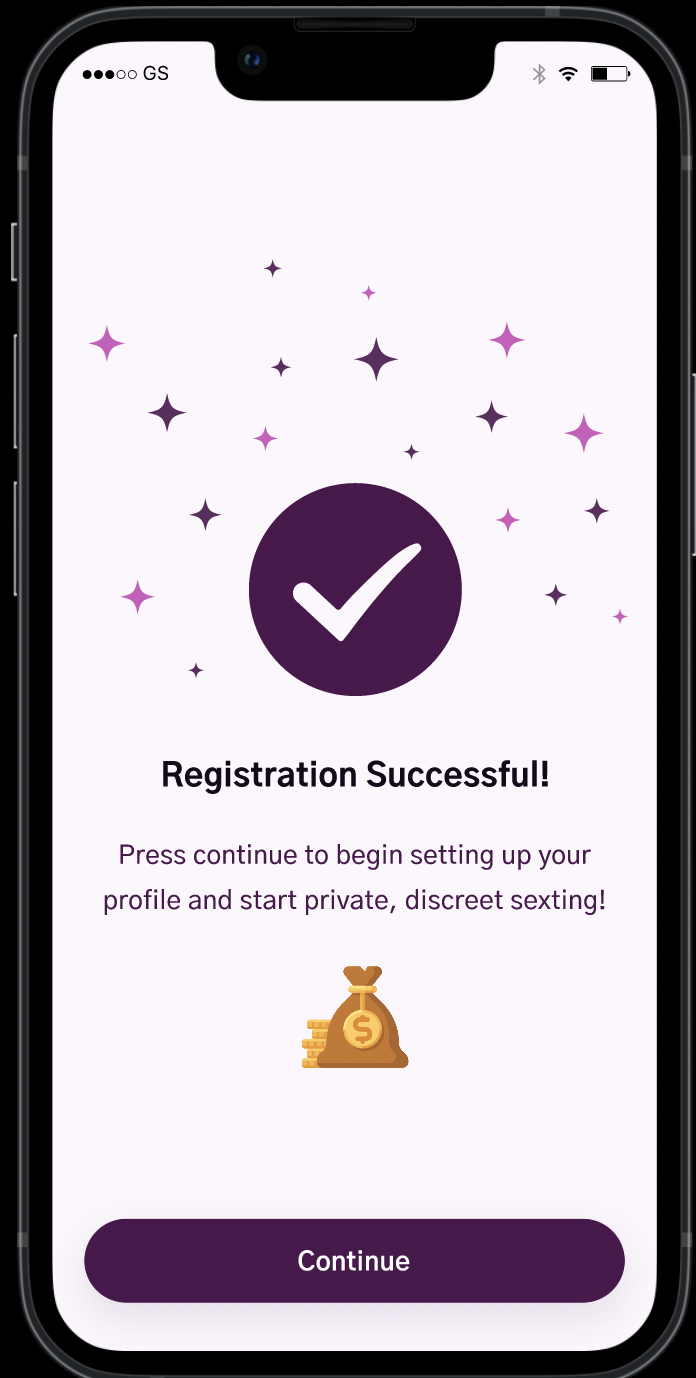 ●●●○○ GS
Registration Successful!
Press continue to begin setting up your
profile and start private, discreet sexting!
$
Continue